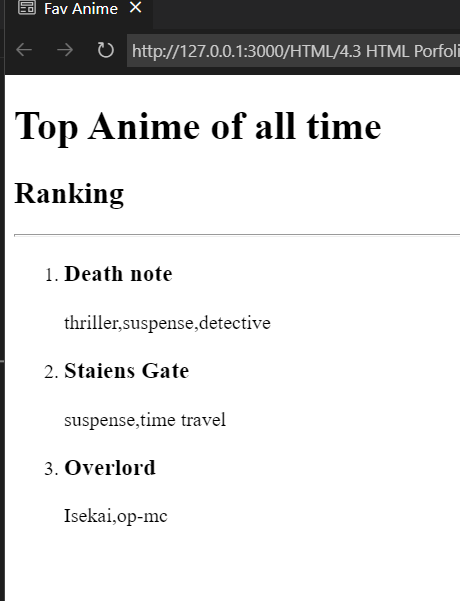 Fav Anime
http://127.0.0.1:3000/HTML/4.3 HTML Porfoli
Top Anime of all time
Ranking
1. Death note
thriller,suspense,detective
2. Staiens Gate
suspense,time travel
3. Overlord
Isekai,op-mc